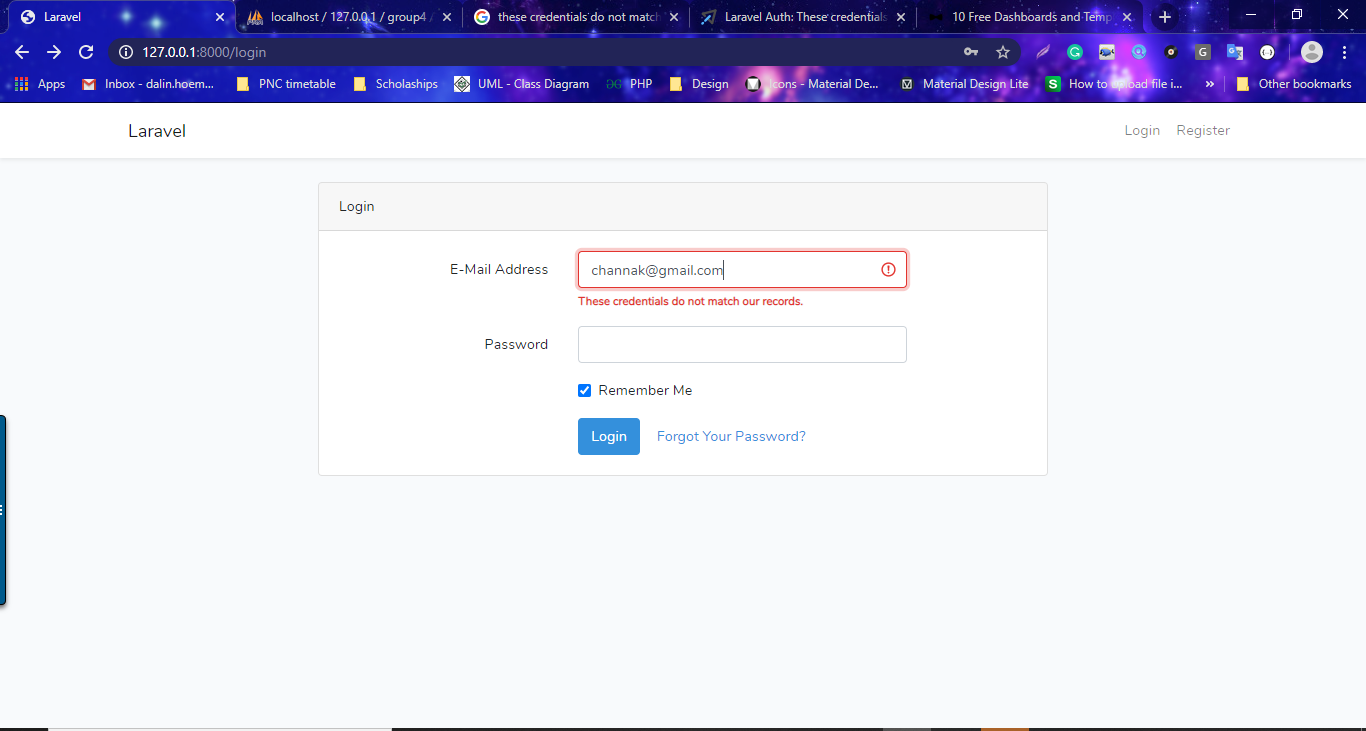 Laravel
localhost / 127.0.0.1 / group4 /
these credentials do not match
Laravel Auth: These credentials
10 Free Dashboards and Temp
127.0.0.1:8000/login
Apps
Inbox - dalin.hoem...
PNC timetable
Scholaships
UML - Class Diagram
PHP
Design
Icons - Material De...
Material Design Lite
How to upload file i...
»
Other bookmarks
Laravel
Login
Register
Login
E-Mail Address
channak@gmail.com
These credentials do not match our records.
Password
Remember Me
Login
Forgot Your Password?